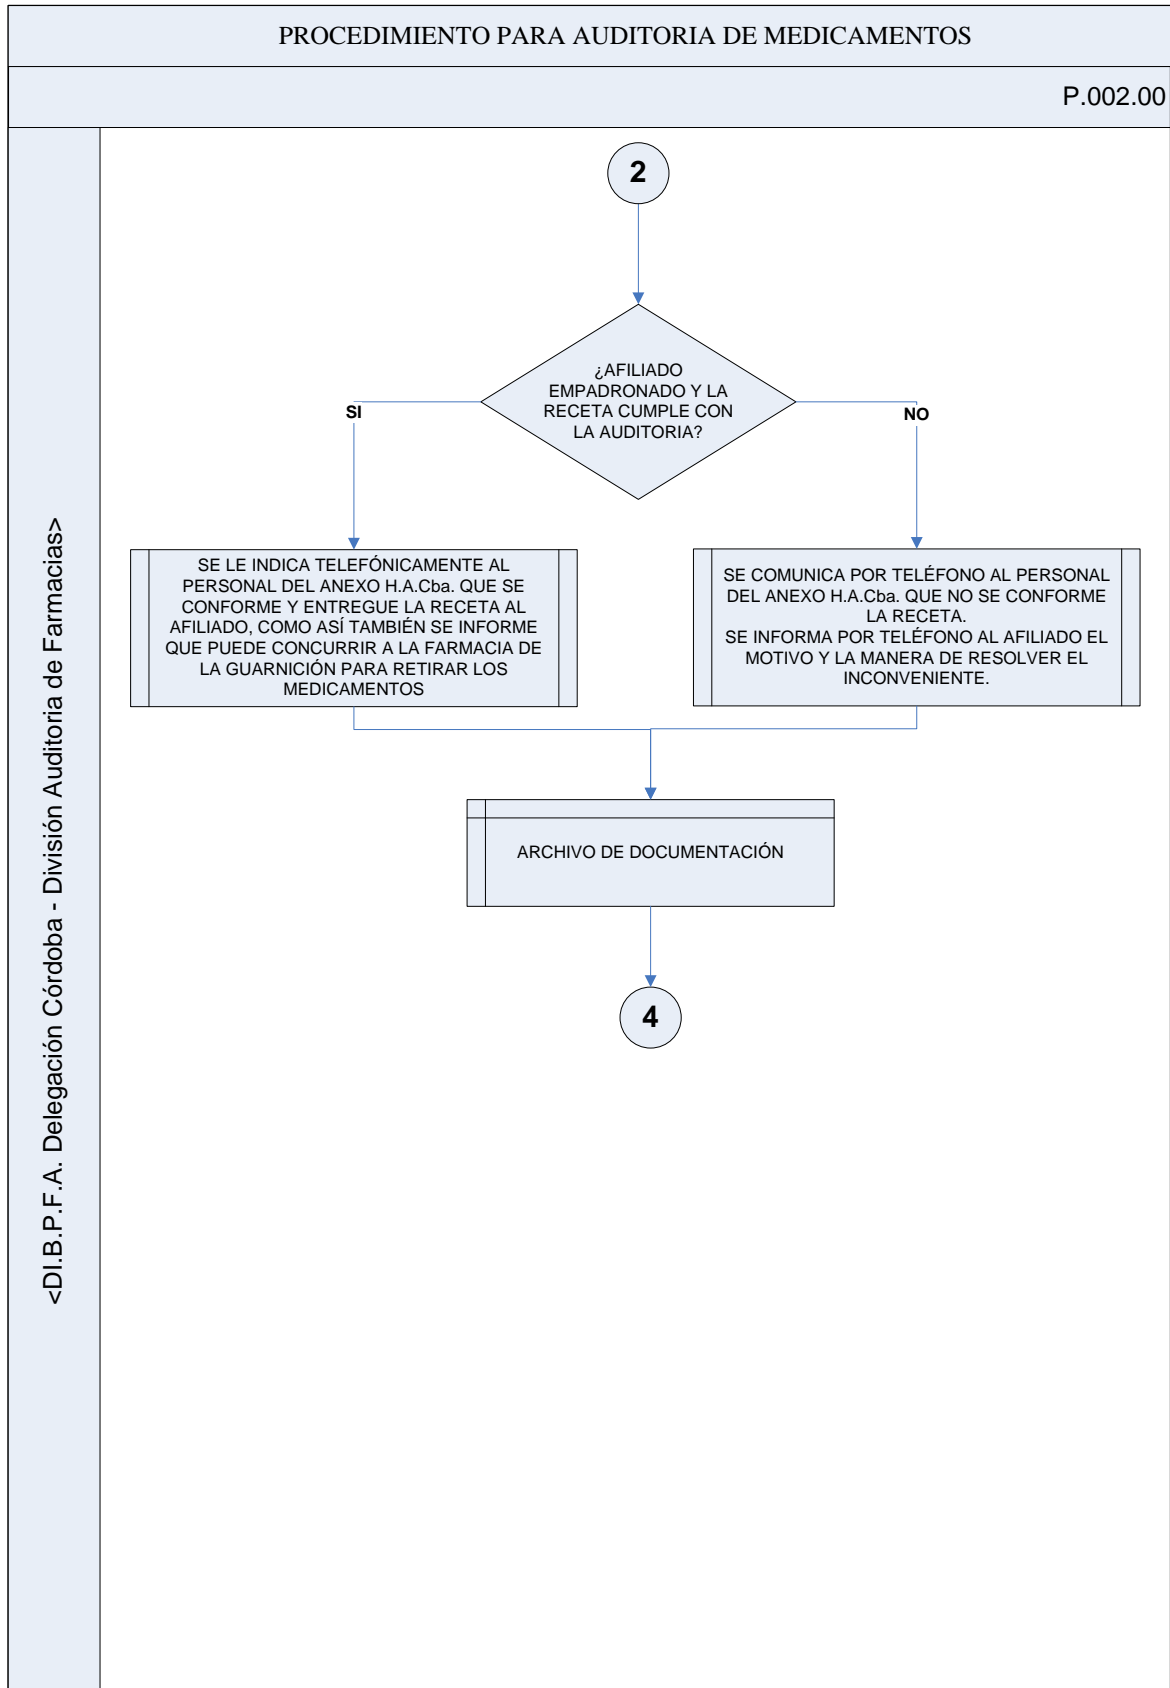 PROCEDIMIENTO PARA AUDITORIA DE MEDICAMENTOS
P.002.00
<DI.B.P.F.A. Delegación Córdoba - División Auditoria de Farmacias>
2
¿AFILIADO
EMPADRONADO Y LA
RECETA CUMPLE CON
LA AUDITORIA?
SI
NO
SE LE INDICA TELEFÓNICAMENTE AL
PERSONAL DEL ANEXO H.A.Cba. QUE SE
CONFORME Y ENTREGUE LA RECETA AL
AFILIADO, COMO ASÍ TAMBIÉN SE INFORME
QUE PUEDE CONCURRIR A LA FARMACIA DE
LA GUARNICIÓN PARA RETIRAR LOS
MEDICAMENTOS
SE COMUNICA POR TELÉFONO AL PERSONAL
DEL ANEXO H.A.Cba. QUE NO SE CONFORME
LA RECETA.
SE INFORMA POR TELÉFONO AL AFILIADO EL
MOTIVO Y LA MANERA DE RESOLVER EL
INCONVENIENTE.
ARCHIVO DE DOCUMENTACIÓN
4